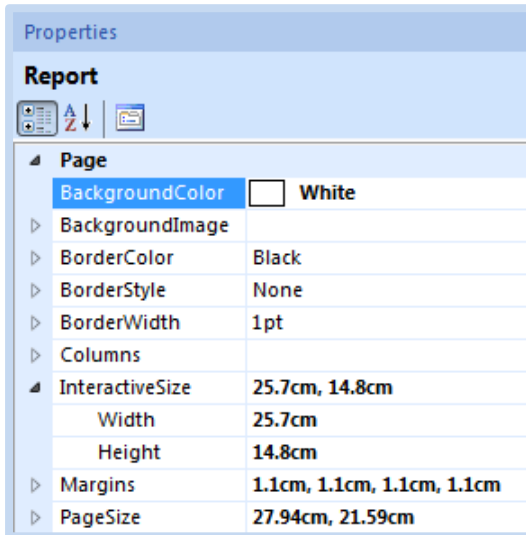 Properties
Report
A Z
Page
BackgroundColor White
BackgroundImage
BorderColor Black
BorderStyle None
BorderWidth 1pt
Columns
InteractiveSize 25.7cm, 14.8cm
Width 25.7cm
Height 14.8cm
Margins 1.1cm, 1.1cm, 1.1cm, 1.1cm
PageSize 27.94cm, 21.59cm